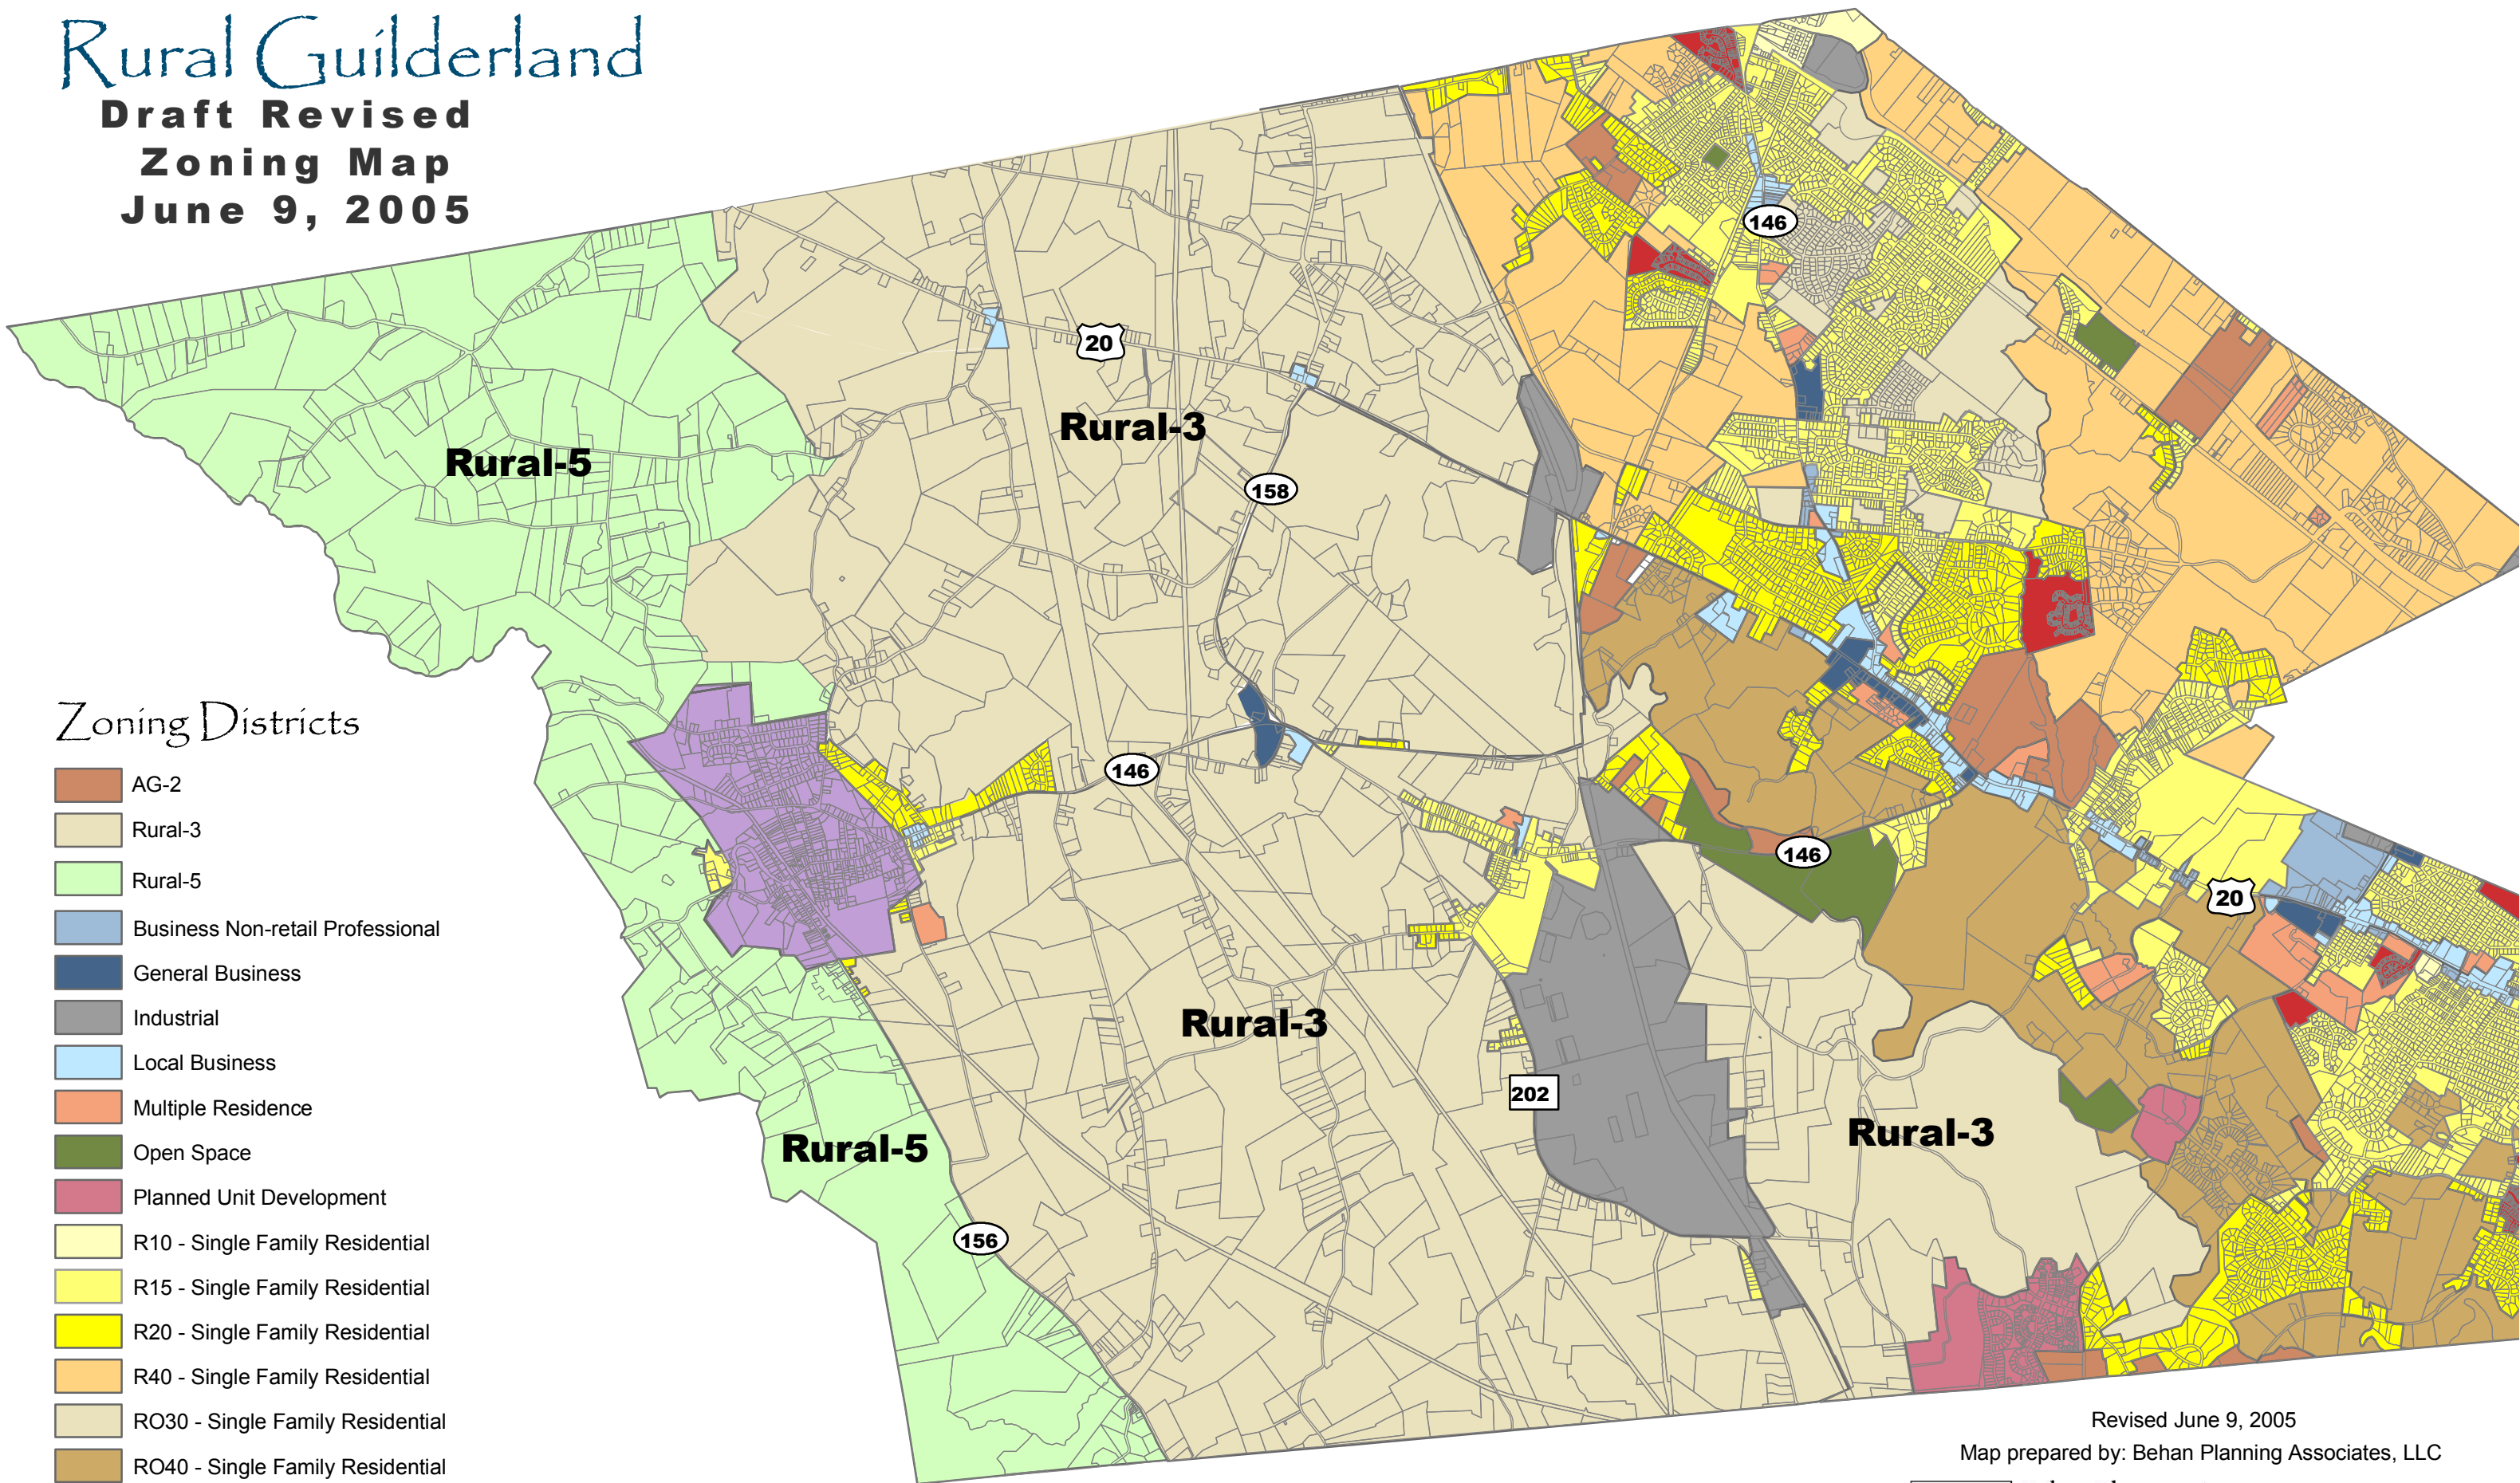 Rural Guilderland
Draft Revised
Zoning Map
June 9, 2005
146
20
Rural-3
Rural-5
158
Zoning Districts
AG-2
Rural-3
Rural-5
Business Non-retail Professional
General Business
Industrial
Local Business
Multiple Residence
Open Space
Planned Unit Development
R10 - Single Family Residential
R15 - Single Family Residential
R20 - Single Family Residential
R40 - Single Family Residential
RO30 - Single Family Residential
RO40 - Single Family Residential
146
146
20
Rural-3
202
Rural-3
Rural-5
156
Revised June 9, 2005
Map prepared by: Behan Planning Associates, LLC